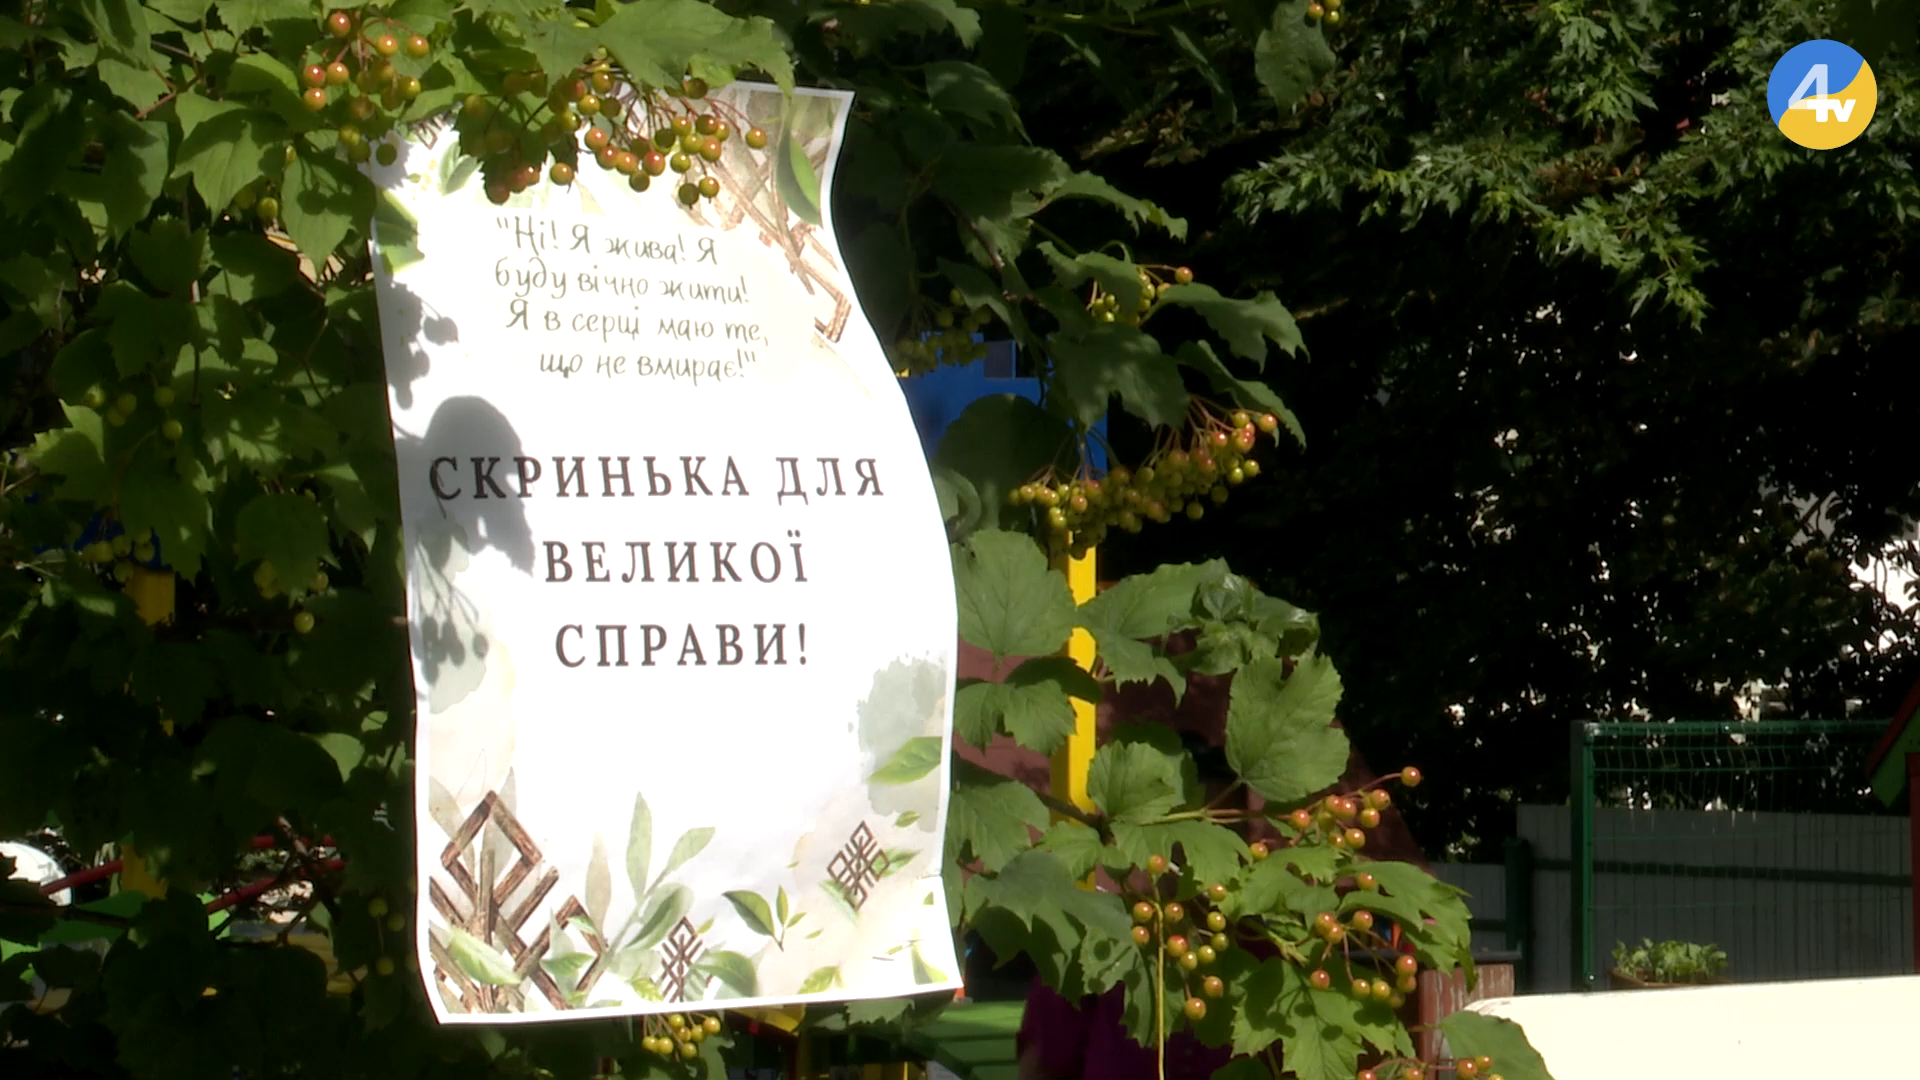 "Ні! Я жива! Я
буду вічно жити!
Я в серці маю те,
що не вмирає!"
СКРИНЬКА ДЛЯ
ВЕЛИКОЇ
СПРАВИ!
4tv